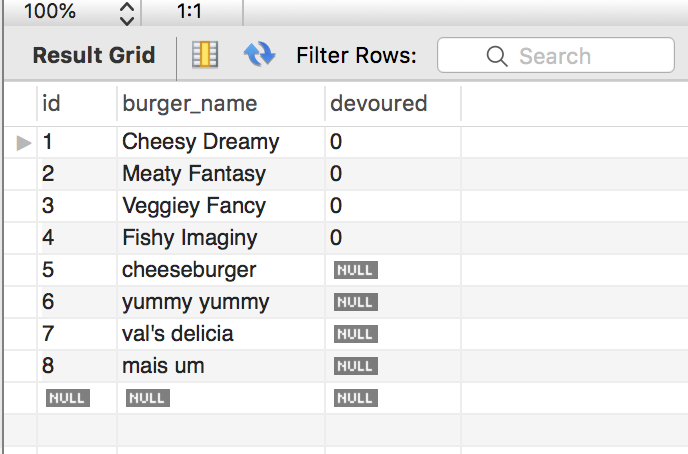 100% 1:1
Result Grid Filter Rows: Search
id burger_name devoured
1 Cheesy Dreamy 0
2 Meaty Fantasy 0
3 Veggiey Fancy 0
4 Fishy Imaginy 0
5 cheeseburger NULL
6 yummy yummy NULL
7 val's delicia NULL
8 mais um NULL
NULL NULL NULL